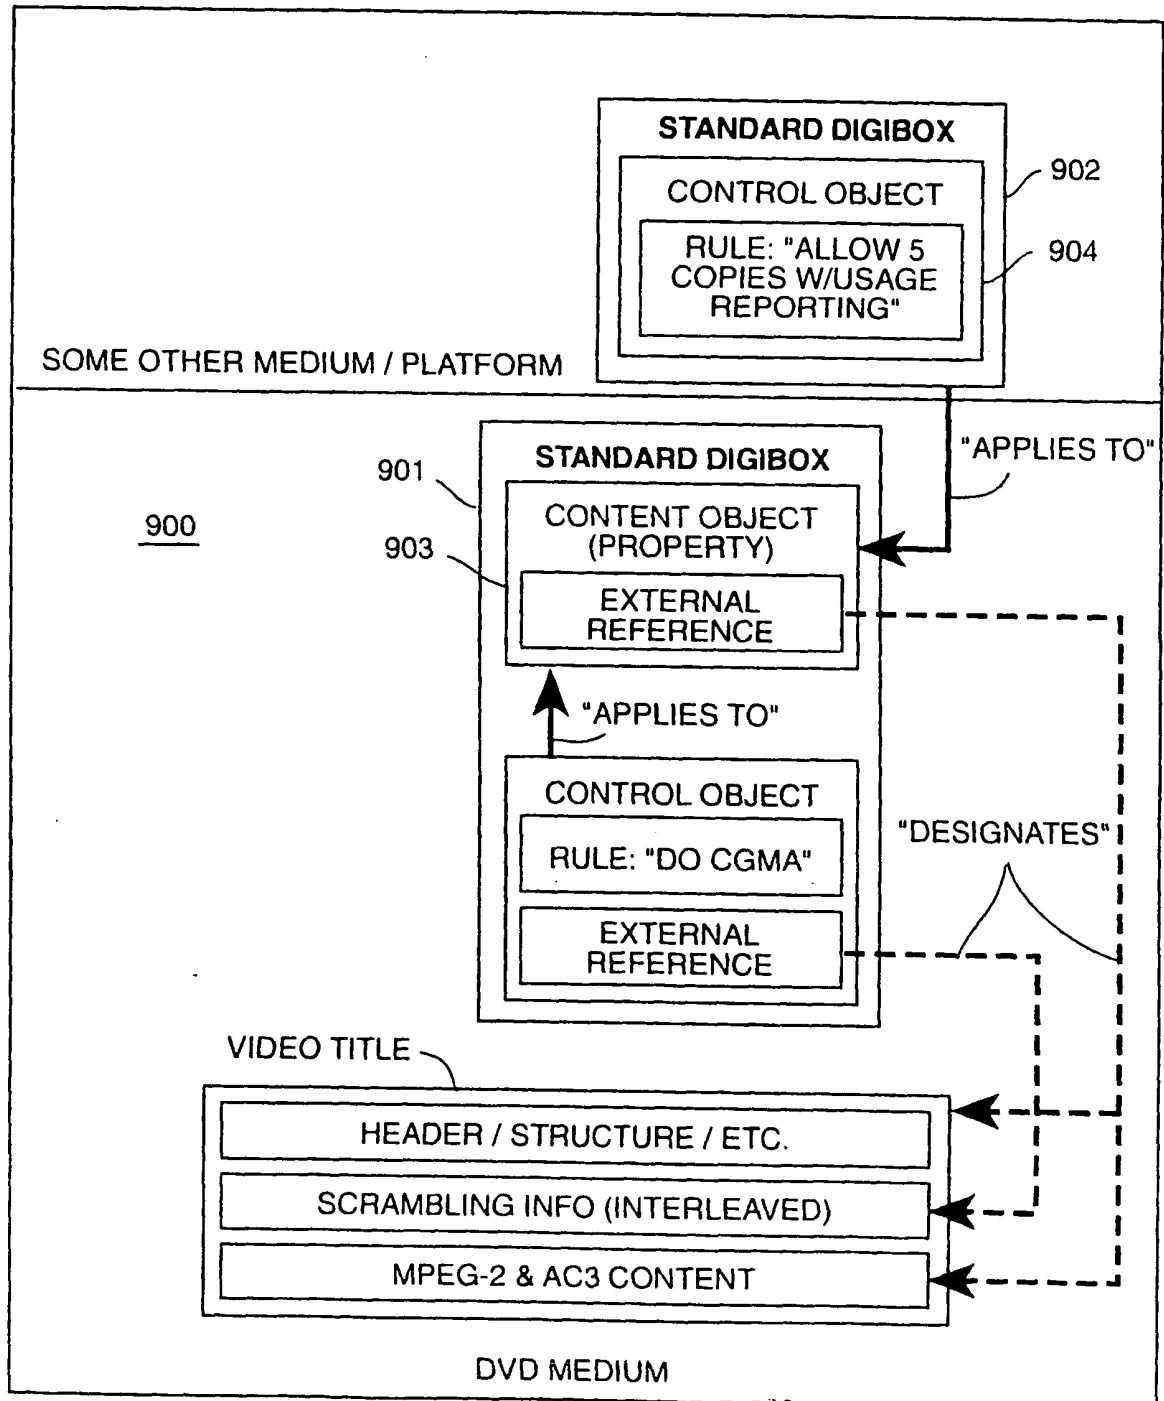 STANDARD DIGIBOX
902
CONTROL OBJECT
RULE: "ALLOW 5
COPIES W/USAGE
REPORTING"
904
SOME OTHER MEDIUM / PLATFORM
"APPLIES TO"
STANDARD DIGIBOX
901
CONTENT OBJECT
(PROPERTY)
900
903
EXTERNAL
REFERENCE
"APPLIES TO"
CONTROL OBJECT
"DESIGNATES"
RULE: "DO CGMA"
EXTERNAL
REFERENCE
VIDEO TITLE
HEADER / STRUCTURE / ETC.
SCRAMBLING INFO (INTERLEAVED)
MPEG-2 & AC3 CONTENT
DVD MEDIUM